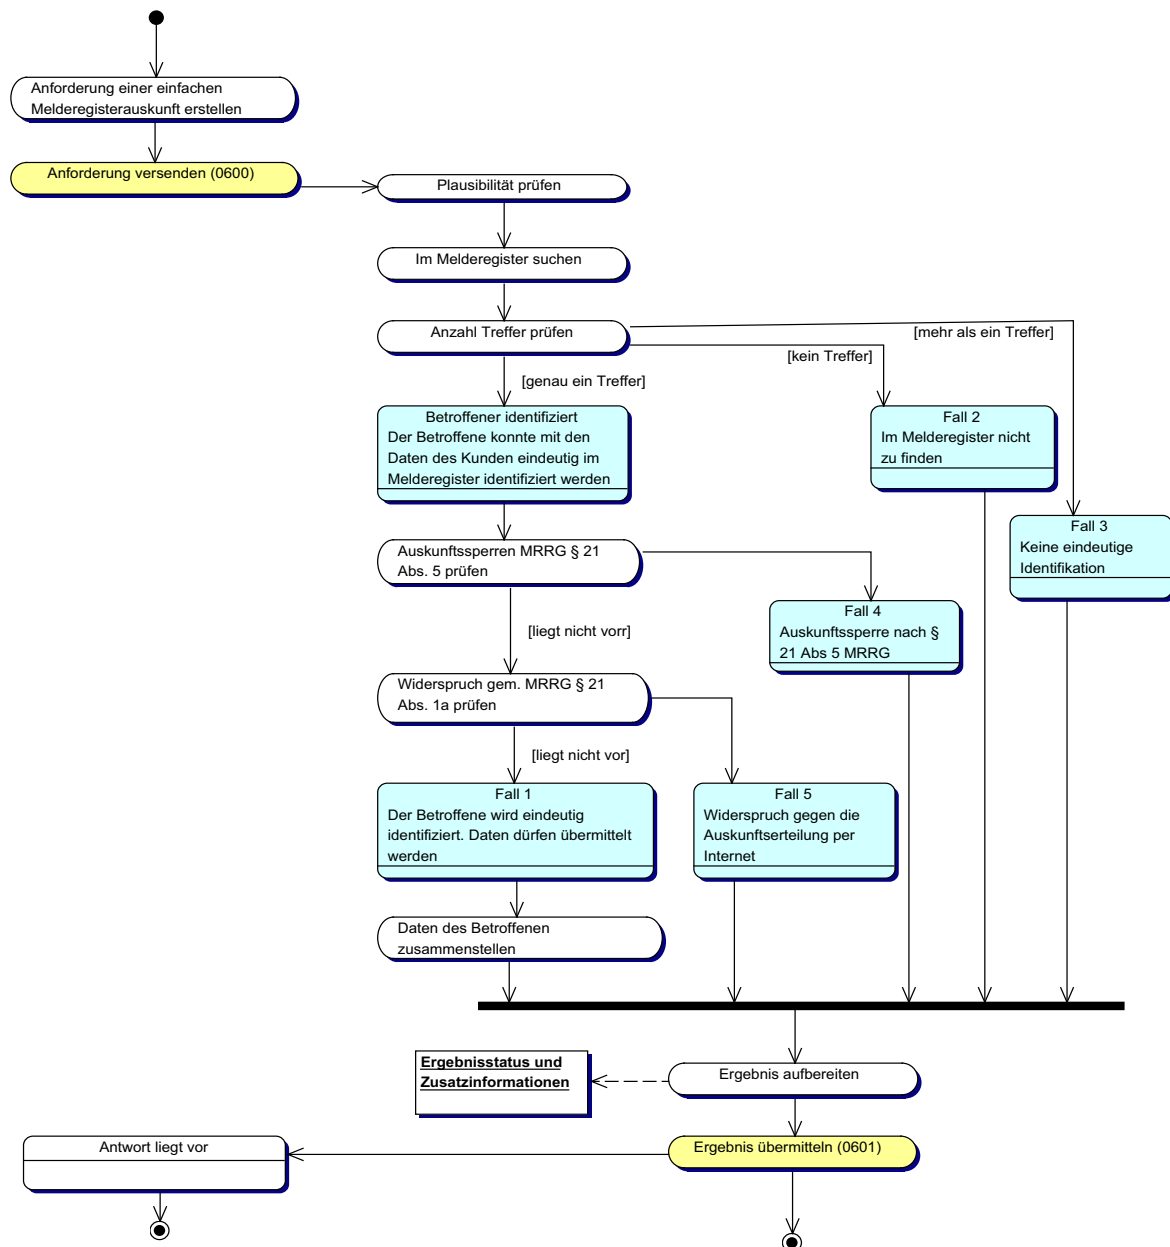 Anforderung einer einfachen
Melderegisterauskunft erstellen
Anforderung versenden (0600)
Plausibilität prüfen
Im Melderegister suchen
Anzahl Treffer prüfen
[mehr als ein Treffer]
[kein Treffer]
[genau ein Treffer]
Betroffener identifiziert
Der Betroffene konnte mit den
Daten des Kunden eindeutig im
Melderegister identifiziert werden
Fall 2
Im Melderegister nicht
zu finden
Fall 3
Keine eindeutige
Identifikation
Auskunftssperren MRRG § 21
Abs. 5 prüfen
Fall 4
Auskunftssperre nach §
21 Abs 5 MRRG
[liegt nicht vorr]
Widerspruch gem. MRRG § 21
Abs. 1a prüfen
[liegt nicht vor]
Fall 1
Der Betroffene wird eindeutig
identifiziert. Daten dürfen übermittelt
werden
Fall 5
Widerspruch gegen die
Auskunftserteilung per
Internet
Daten des Betroffenen
zusammenstellen
Ergebnisstatus und
Zusatzinformationen
Ergebnis aufbereiten
Antwort liegt vor
Ergebnis übermitteln (0601)